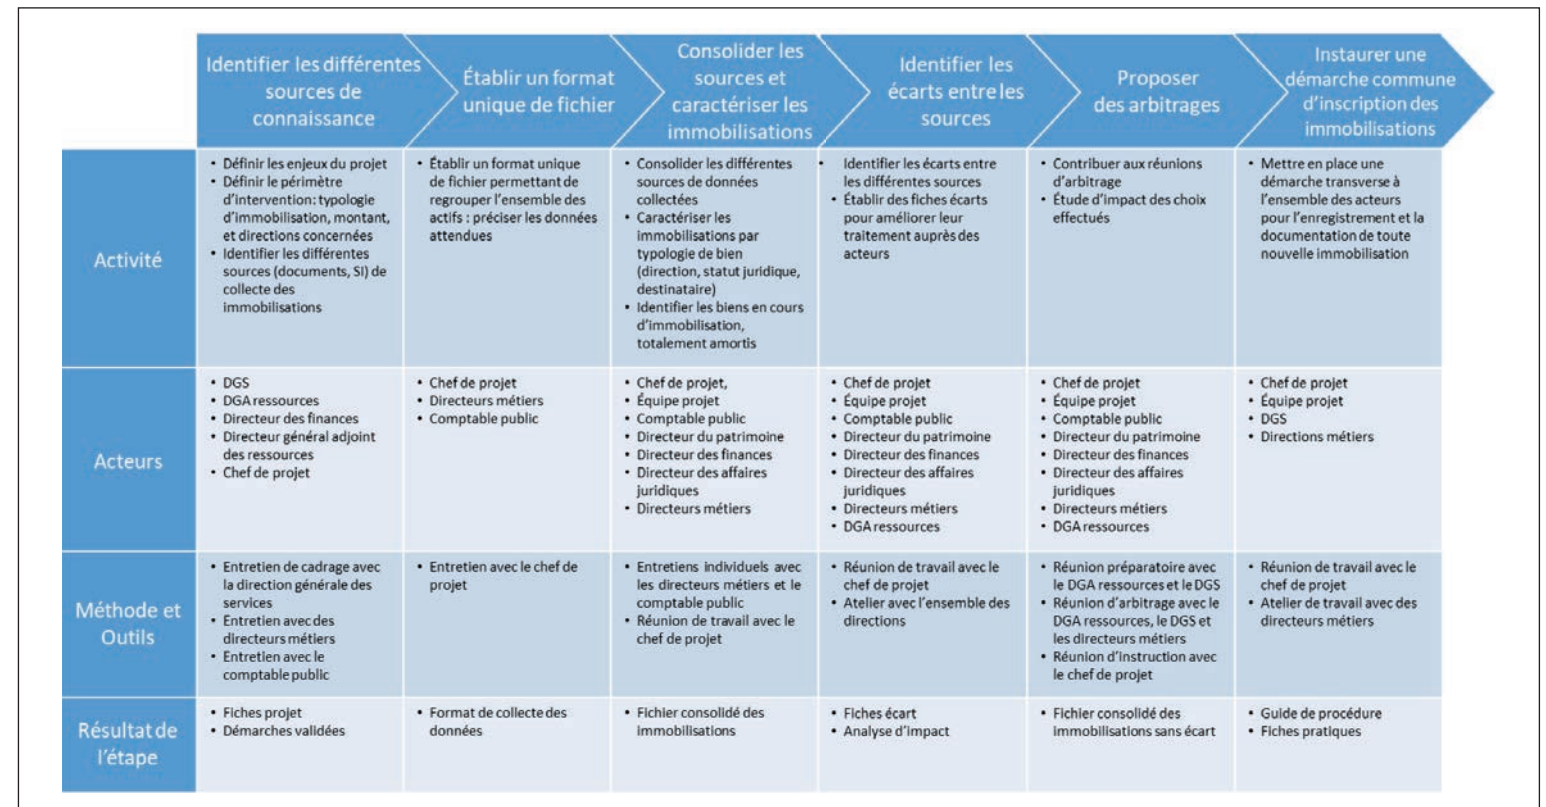 Identifier les différentes
sources de
connaissance
Établir un format
unique de fichier
Consolider les
sources et
caractériser les
immobilisations
Identifier les
écarts entre les
sources
Proposer
des arbitrages
Instaurer une
démarche commune
d'inscription des
immobilisations
Activité
• Définir les enjeux du projet
• Définir le périmètre
d'intervention: typologie
d'immobilisation, montant,
et directions concernées
• Identifier les différentes
sources (documents, SI) de
collecte des
immobilisations
• Établir un format unique
de fichier permettant de
regrouper l'ensemble des
actifs : préciser les données
attendues
• Consolider les différentes
sources de données
collectées
• Caractériser les
immobilisations par
typologie de bien
(direction, statut juridique,
destinataire)
• Identifier les biens en cours
d'immobilisation,
totalement amortis
• Identifier les écarts entre
les différentes sources
• Établir des fiches écarts
pour améliorer leur
traitement auprès des
acteurs
• Contribuer aux réunions
d'arbitrage
• Étude d'impact des choix
effectués
• Mettre en place une
démarche transverse à
l'ensemble des acteurs
pour l'enregistrement et la
documentation de toute
nouvelle immobilisation
Acteurs
• DGS
• DGA ressources
• Directeur des finances
• Directeur général adjoint
des ressources
• Chef de projet
• Chef de projet
• Directeurs métiers
• Comptable public
• Chef de projet,
• Équipe projet
• Comptable public
• Directeur du patrimoine
• Directeur des finances
• Directeur des affaires
juridiques
• Directeurs métiers
• Chef de projet
• Équipe projet
• Comptable public
• Directeur du patrimoine
• Directeur des finances
• Directeur des affaires
juridiques
• Directeurs métiers
• DGA ressources
• Chef de projet
• Équipe projet
• Comptable public
• Directeur du patrimoine
• Directeur des finances
• Directeur des affaires
juridiques
• Directeurs métiers
• DGA ressources
• Chef de projet
• Équipe projet
• DGS
• Directions métiers
Méthode et
Outils
• Entretien de cadrage avec
la direction générale des
services
• Entretien avec des
directeurs métiers
• Entretien avec le
comptable public
• Entretien avec le chef de
projet
• Entretiens individuels avec
les directeurs métiers et le
comptable public
• Réunion de travail avec le
chef de projet
• Réunion de travail avec le
chef de projet
• Atelier avec l'ensemble des
directions
• Réunion préparatoire avec
le DGA ressources et le DGS
• Réunion d'arbitrage avec le
DGA ressources, le DGS et
les directeurs métiers
• Réunion d'instruction avec
le chef de projet
• Réunion de travail avec le
chef de projet
• Atelier de travail avec des
directeurs métiers
Résultat de
l'étape
• Fiches projet
• Démarches validées
• Format de collecte des
données
• Fichier consolidé des
immobilisations
• Fiches écart
• Analyse d'impact
• Fichier consolidé des
immobilisations sans écart
• Guide de procédure
• Fiches pratiques